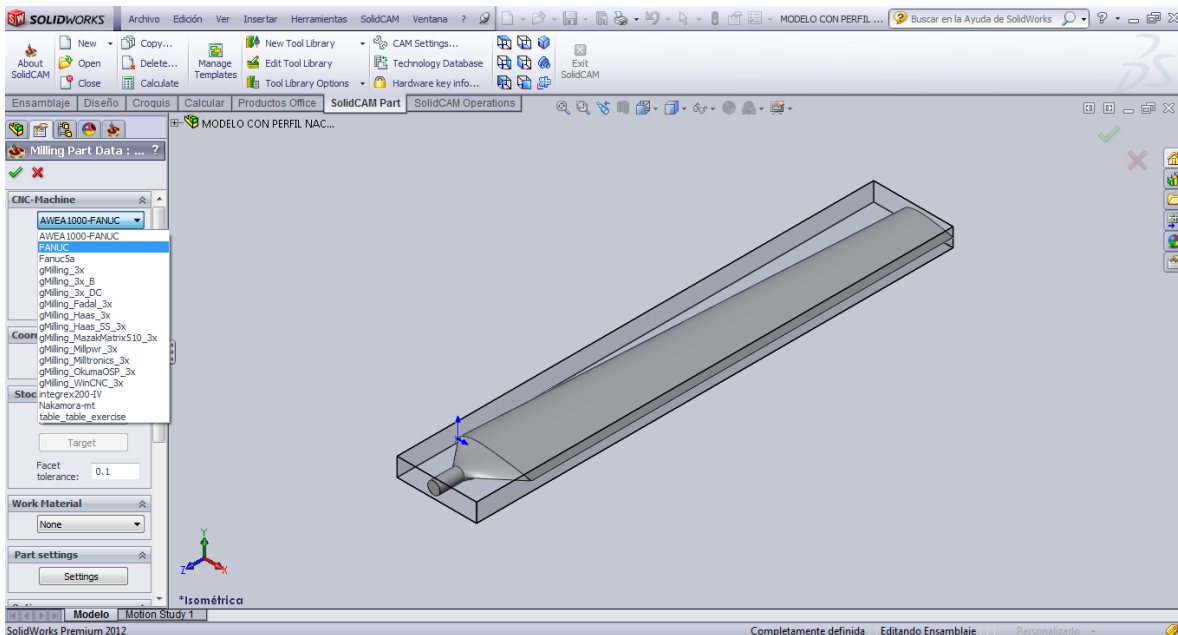 SOLIDWORKS Archivo Edición Ver Insertar Herramientas SolidCAM Ventana ? MODELO CON PERFIL ... Buscar en la Ayuda de SolidWorks ?
About SolidCAM
New
Open
Close
Copy...
Delete...
Calculate
Manage Templates
New Tool Library
Edit Tool Library
Tool Library Options
CAM Settings...
Technology Database
Hardware key info...
Exit SolidCAM
Ensamblaje Diseño Croquis Calcular Productos Office SolidCAM Part SolidCAM Operations
MODELO CON PERFIL NAC...
Milling Part Data : ... ?
CNC-Machine
AWEA1000-FANUC
AWEA1000-FANUC
FANUC
Fanuc5a
gMilling_3x
gMilling_3x_B
gMilling_3x_DC
gMilling_Fadal_3x
gMilling_Haas_3x
gMilling_Haas_SS_3x
gMilling_MazakMatrix510_3x
gMilling_Millpwr_3x
gMilling_Milltronics_3x
gMilling_OkumaOSP_3x
gMilling_WinCNC_3x
integrex200-IV
Nakamora-mt
table_table_exercise
Coor
Stoc
Target
Facet
tolerance: 0.1
Work Material
None
Part settings
Settings
Y
Z X
*Isométrica
Modelo Motion Study 1
SolidWorks Premium 2012 Completamente definida Editando Ensamblaje Personalizado